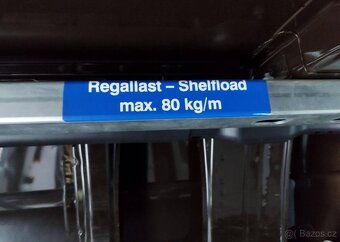 Regallast – Shelfload
max. 80 kg/m
Bazos.cz